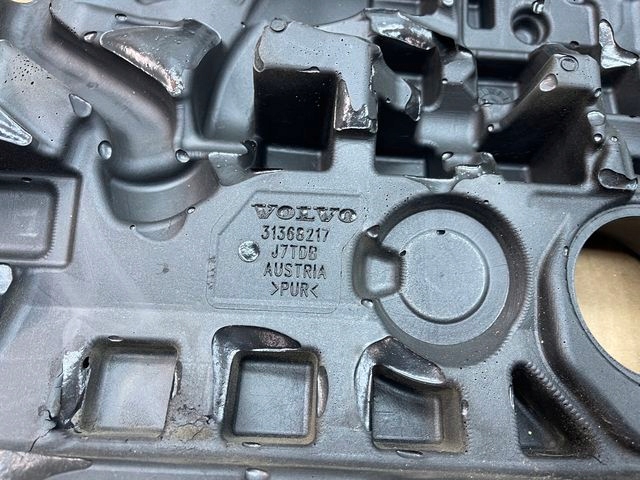 VOLVO
31368217
J7TDB
AUSTRIA
>PUR<